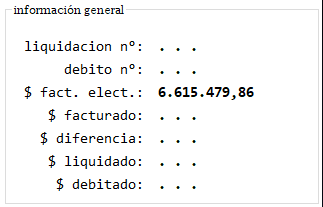 información general
liquidacion nº: . . .
debito nº: . . .
$ fact. elect.: 6.615.479,86
$ facturado: . . .
$ diferencia: . . .
$ liquidado: . . .
$ debitado: . . .